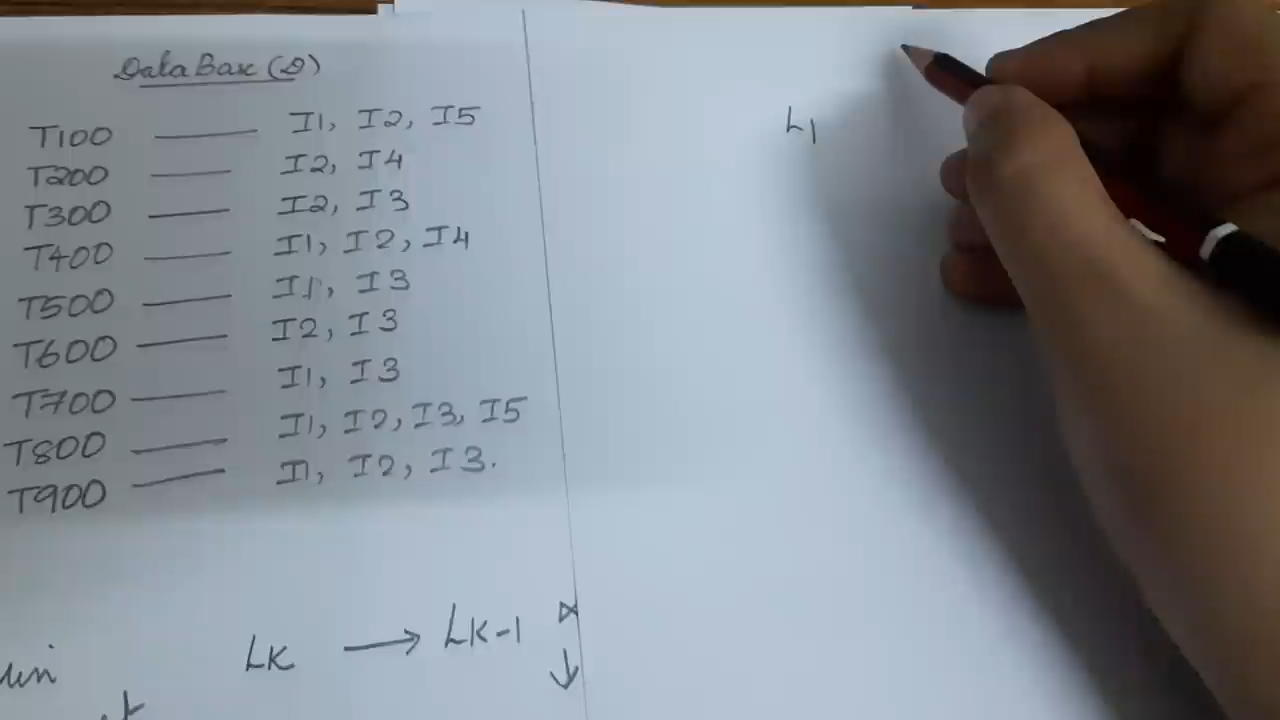 DataBase (D)
T100 —— I1, I2, I5
T200 —— I2, I4
T300 —— I2, I3
T400 —— I1, I2, I4
T500 —— I1, I3
T600 —— I2, I3
T700 —— I1, I3
T800 —— I1, I2, I3, I5
T900 —— I1, I2, I3.
LK → LK-1 ⋈
↓
L1